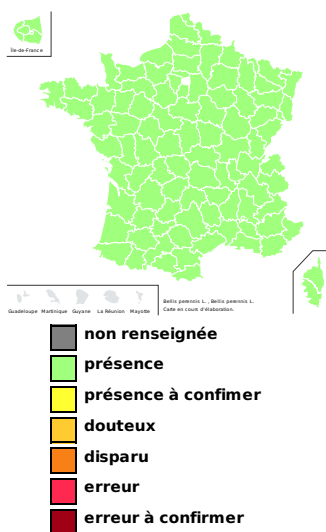 Île-de-France
Guadeloupe Martinique Guyane La Réunion Mayotte
Bellis perennis L. , Bellis perennis L.
Carte en cours d'élaboration.
non renseignée
présence
présence à confimer
douteux
disparu
erreur
erreur à confirmer